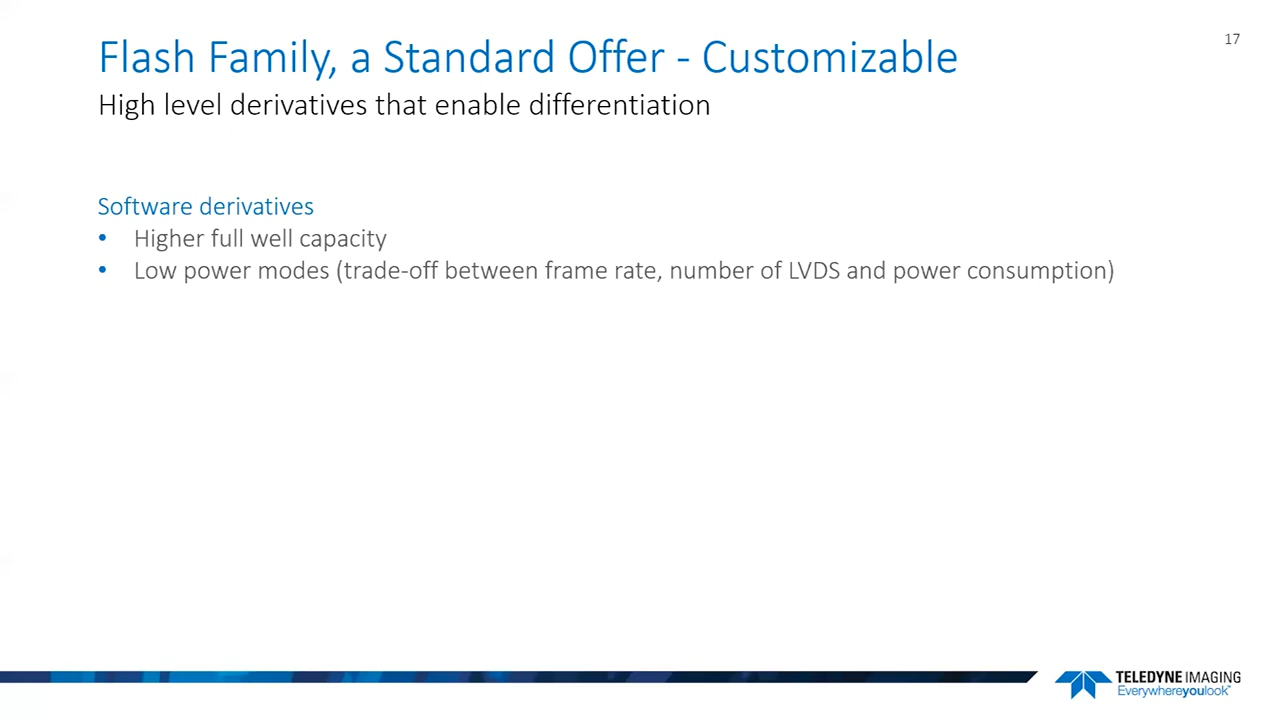 17
Flash Family, a Standard Offer - Customizable
High level derivatives that enable differentiation
Software derivatives
• Higher full well capacity
• Low power modes (trade-off between frame rate, number of LVDS and power consumption)
TELEDYNE IMAGING
Everywhereyoulook™